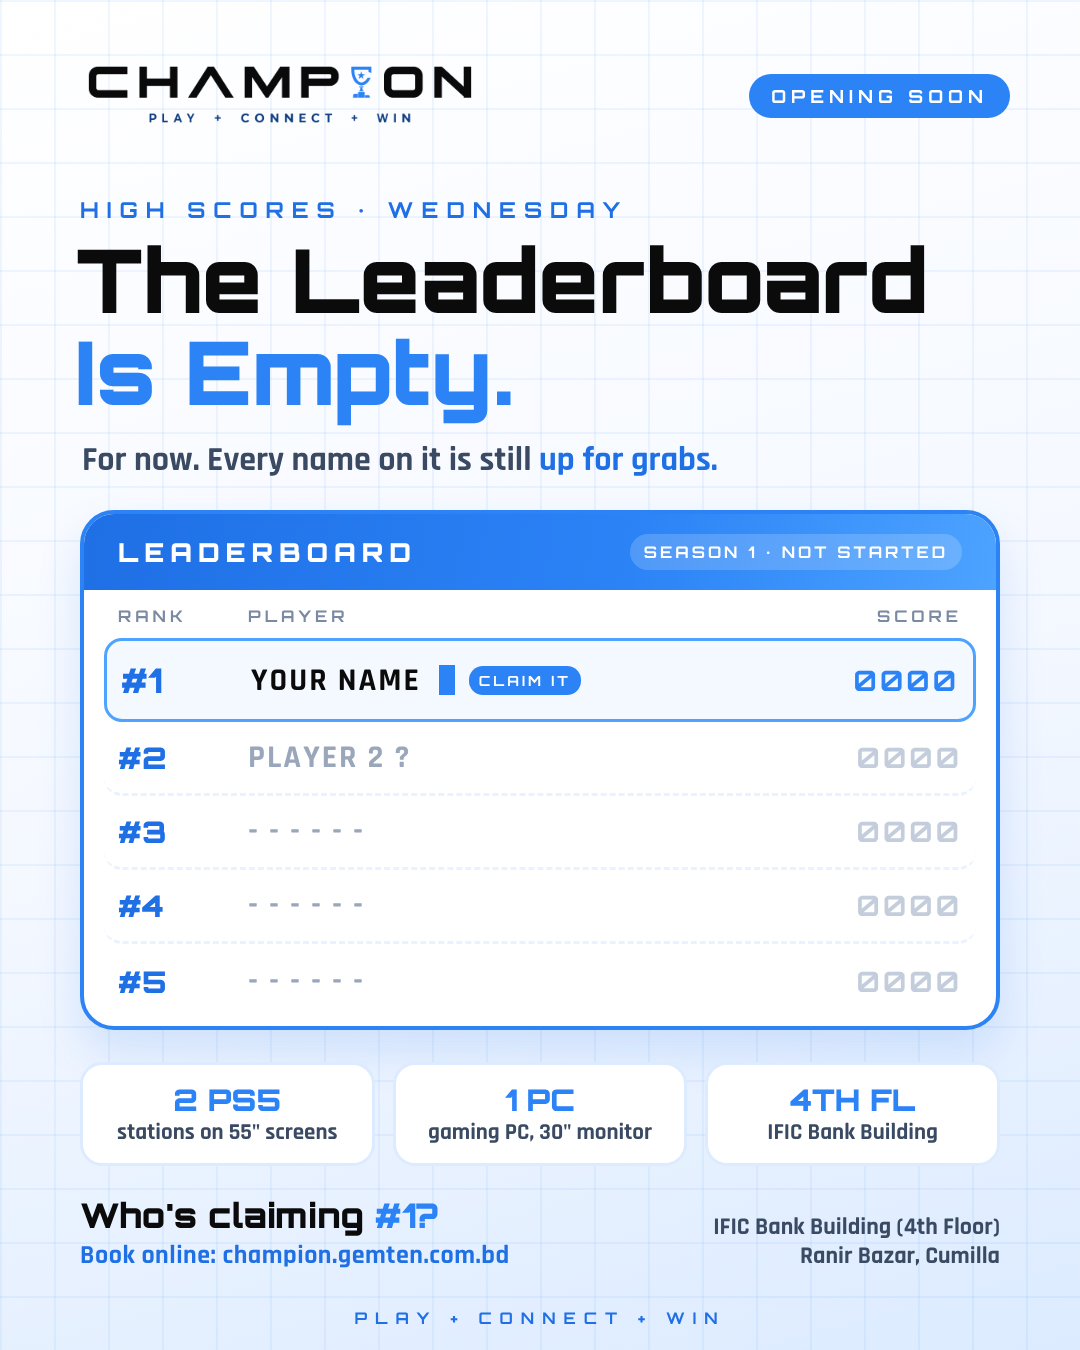 CHAMPION
PLAY + CONNECT + WIN
OPENING SOON
HIGH SCORES · WEDNESDAY
The Leaderboard
Is Empty.
For now. Every name on it is still up for grabs.
LEADERBOARD
SEASON 1 · NOT STARTED
RANK PLAYER SCORE
#1 YOUR NAME CLAIM IT 0000
#2 PLAYER 2 ? 0000
#3 - - - - - - 0000
#4 - - - - - - 0000
#5 - - - - - - 0000
2 PS5
stations on 55" screens
1 PC
gaming PC, 30" monitor
4TH FL
IFIC Bank Building
Who's claiming #1?
Book online: champion.gemten.com.bd
IFIC Bank Building (4th Floor)
Ranir Bazar, Cumilla
PLAY + CONNECT + WIN